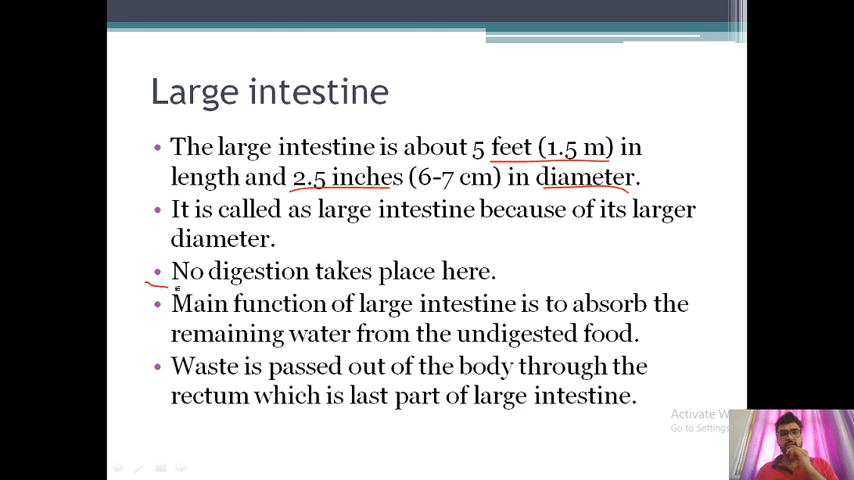 Large intestine
• The large intestine is about 5 feet (1.5 m) in
length and 2.5 inches (6-7 cm) in diameter.
• It is called as large intestine because of its larger
diameter.
• No digestion takes place here.
• Main function of large intestine is to absorb the
remaining water from the undigested food.
• Waste is passed out of the body through the
rectum which is last part of large intestine.
Activate
Go to Settings